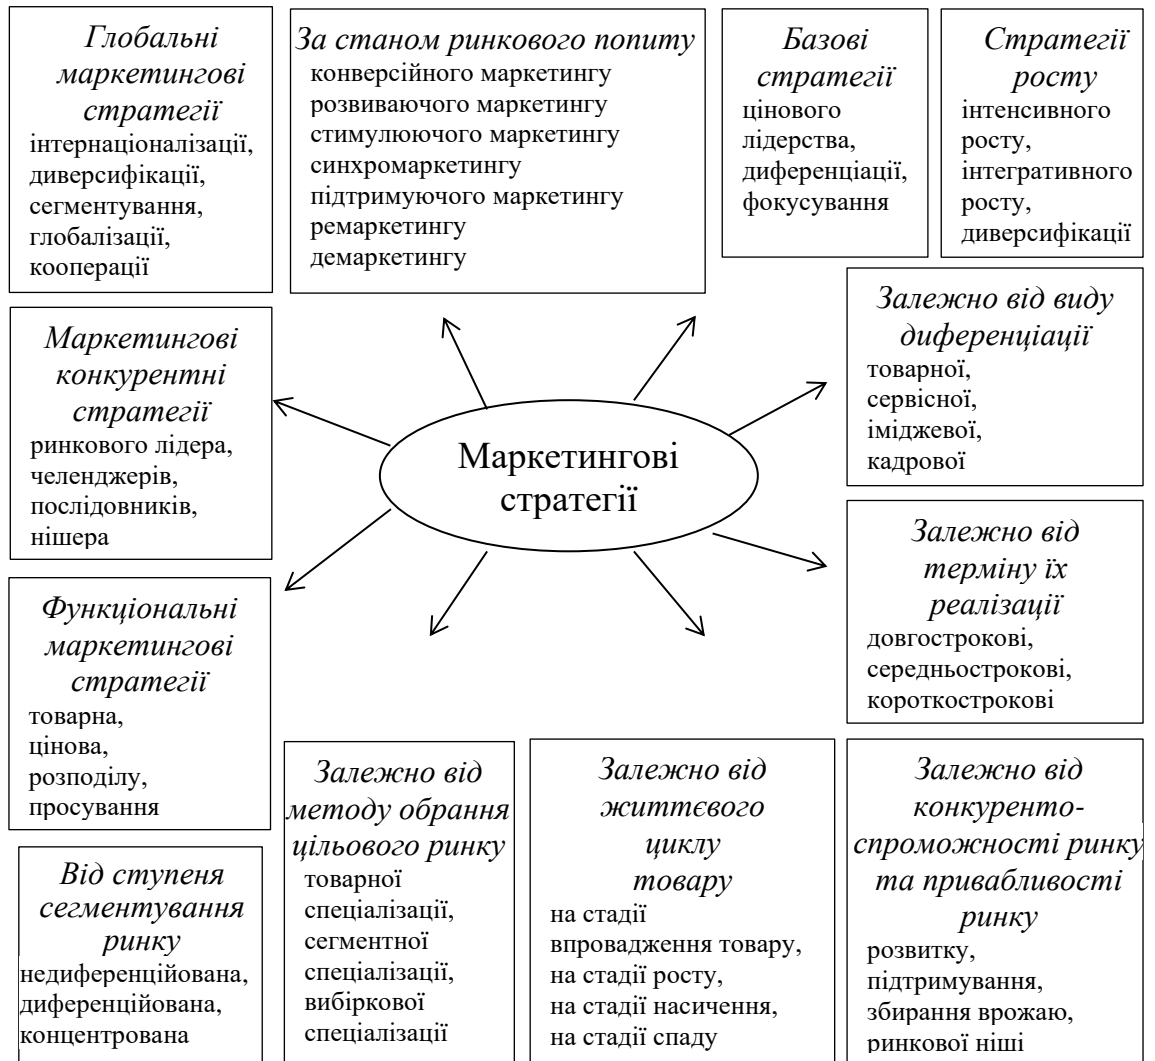 Глобальні
маркетингові
стратегії
інтернаціоналізації,
диверсифікації,
сегментування,
глобалізації,
кооперації
За станом ринкового попиту
конверсійного маркетингу
розвиваючого маркетингу
стимулюючого маркетингу
синхромаркетингу
підтримуючого маркетингу
ремаркетингу
демаркетингу
Базові
стратегії
цінового
лідерства,
диференціації,
фокусування
Стратегії
росту
інтенсивного
росту,
інтегративного
росту,
диверсифікації
Маркетингові
конкурентні
стратегії
ринкового лідера,
челенджерів,
послідовників,
нішера
Маркетингові
стратегії
Залежно від виду
диференціації
товарної,
сервісної,
іміджевої,
кадрової
Залежно від
терміну їх
реалізації
довгострокові,
середньострокові,
короткострокові
Функціональні
маркетингові
стратегії
товарна,
цінова,
розподілу,
просування
Від ступеня
сегментування
ринку
недиференційована,
диференційована,
концентрована
Залежно від
методу обрання
цільового ринку
товарної
спеціалізації,
сегментної
спеціалізації,
вибіркової
спеціалізації
Залежно від
життєвого
циклу
товару
на стадії
впровадження товару,
на стадії росту,
на стадії насичення,
на стадії спаду
Залежно від
конкуренто-
спроможності ринку
та привабливості
ринку
розвитку,
підтримування,
збирання врожаю,
ринкової ніші